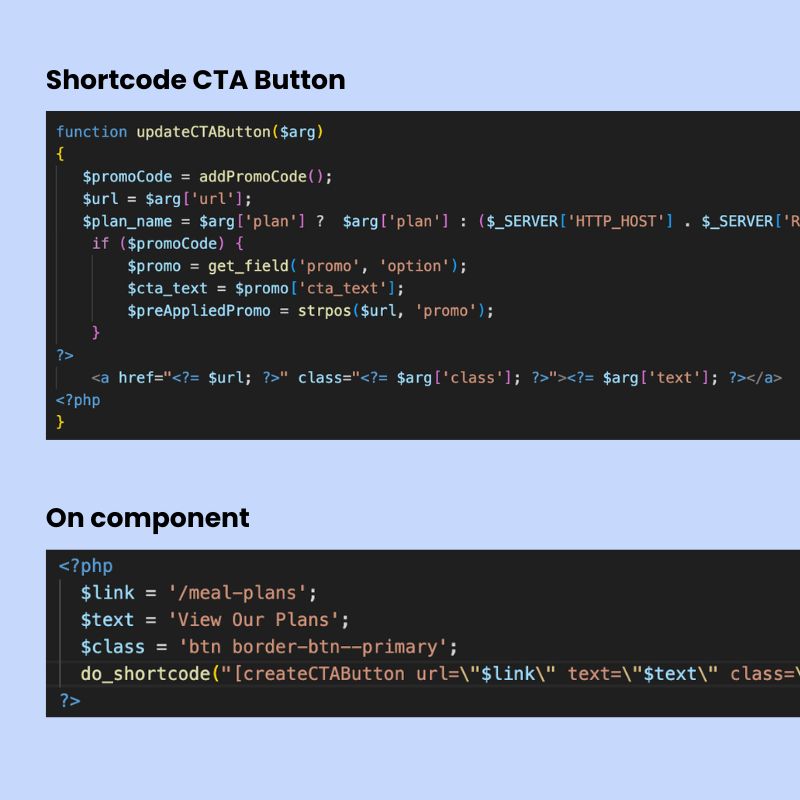 Shortcode CTA Button
function updateCTAButton($arg)
{
$promoCode = addPromoCode();
$url = $arg['url'];
$plan_name = $arg['plan'] ?  $arg['plan'] : ($_SERVER['HTTP_HOST'] . $_SERVER['R
if ($promoCode) {
$promo = get_field('promo', 'option');
$cta_text = $promo['cta_text'];
$preAppliedPromo = strpos($url, 'promo');
}
?>
<a href="<?= $url; ?>" class="<?= $arg['class']; ?>"><?= $arg['text']; ?></a>
<?php
}
On component
<?php
$link = '/meal-plans';
$text = 'View Our Plans';
$class = 'btn border-btn--primary';
do_shortcode("[createCTAButton url=\"$link\" text=\"$text\" class=\
?>